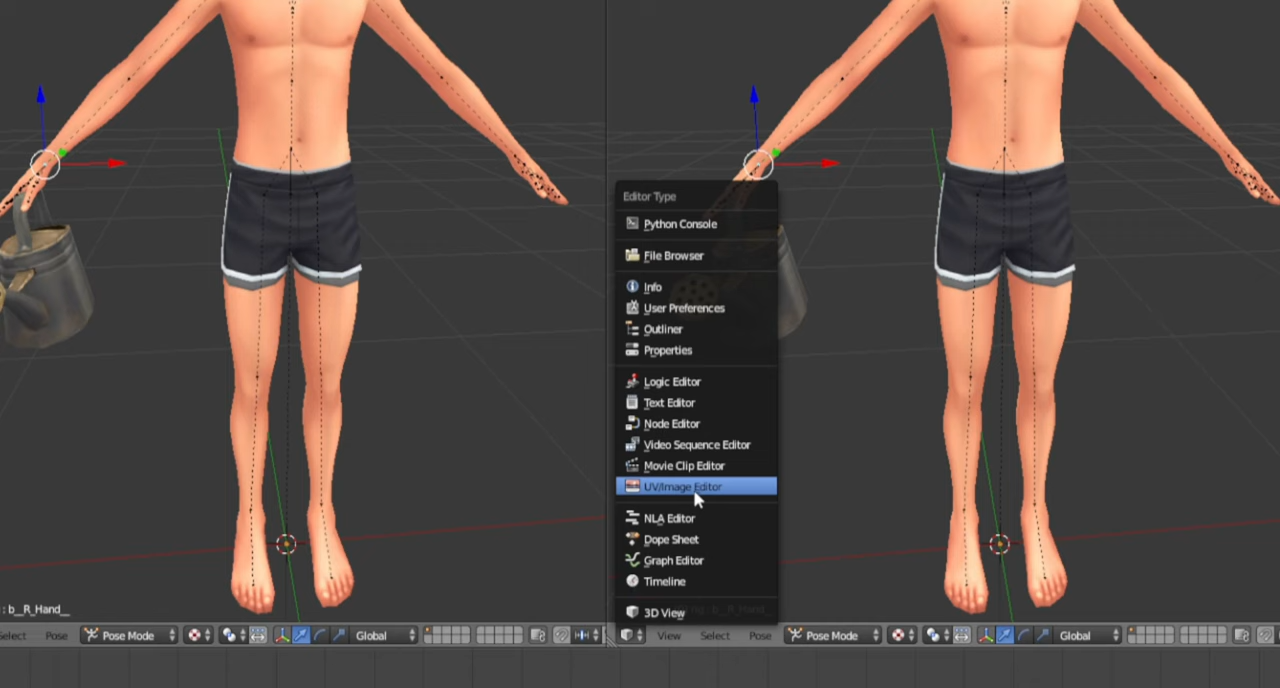 Editor Type
Python Console
File Browser
Info
User Preferences
Outliner
Properties
Logic Editor
Text Editor
Node Editor
Video Sequence Editor
Movie Clip Editor
UV/Image Editor
NLA Editor
Dope Sheet
Graph Editor
Timeline
3D View
: b__R_Hand__
Select Pose Pose Mode Global
View Select Pose Pose Mode Global